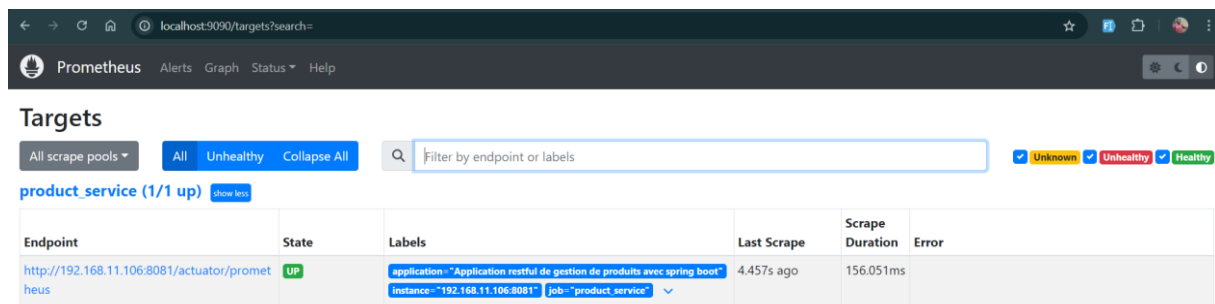 localhost:9090/targets?search=
Prometheus Alerts Graph Status Help
Targets
All scrape pools All Unhealthy Collapse All Filter by endpoint or labels Unknown Unhealthy Healthy
product_service (1/1 up) show less
Endpoint State Labels Last Scrape Scrape Duration Error
http://192.168.11.106:8081/actuator/promet
heus
UP
application="Application restful de gestion de produits avec spring boot"
instance="192.168.11.106:8081" job="product_service"
4.457s ago
156.051ms